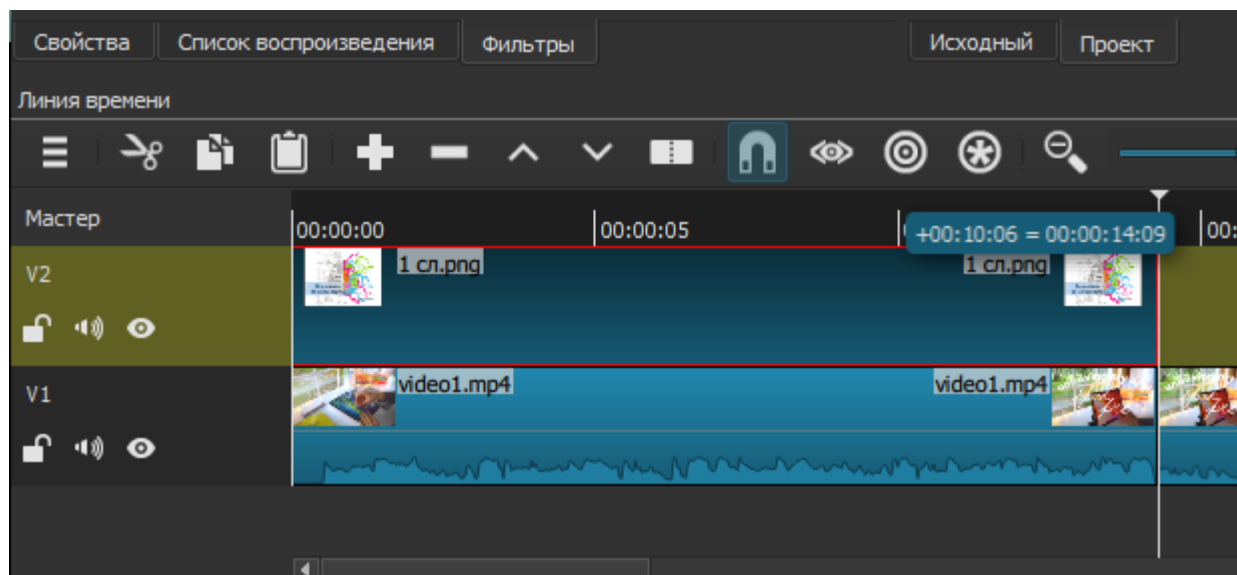 Свойства Список воспроизведения Фильтры Исходный Проект
Линия времени
Мастер
00:00:00 00:00:05 +00:10:06 = 00:00:14:09 00:
V2
1 сл.png 1 сл.png
V1
video1.mp4 video1.mp4